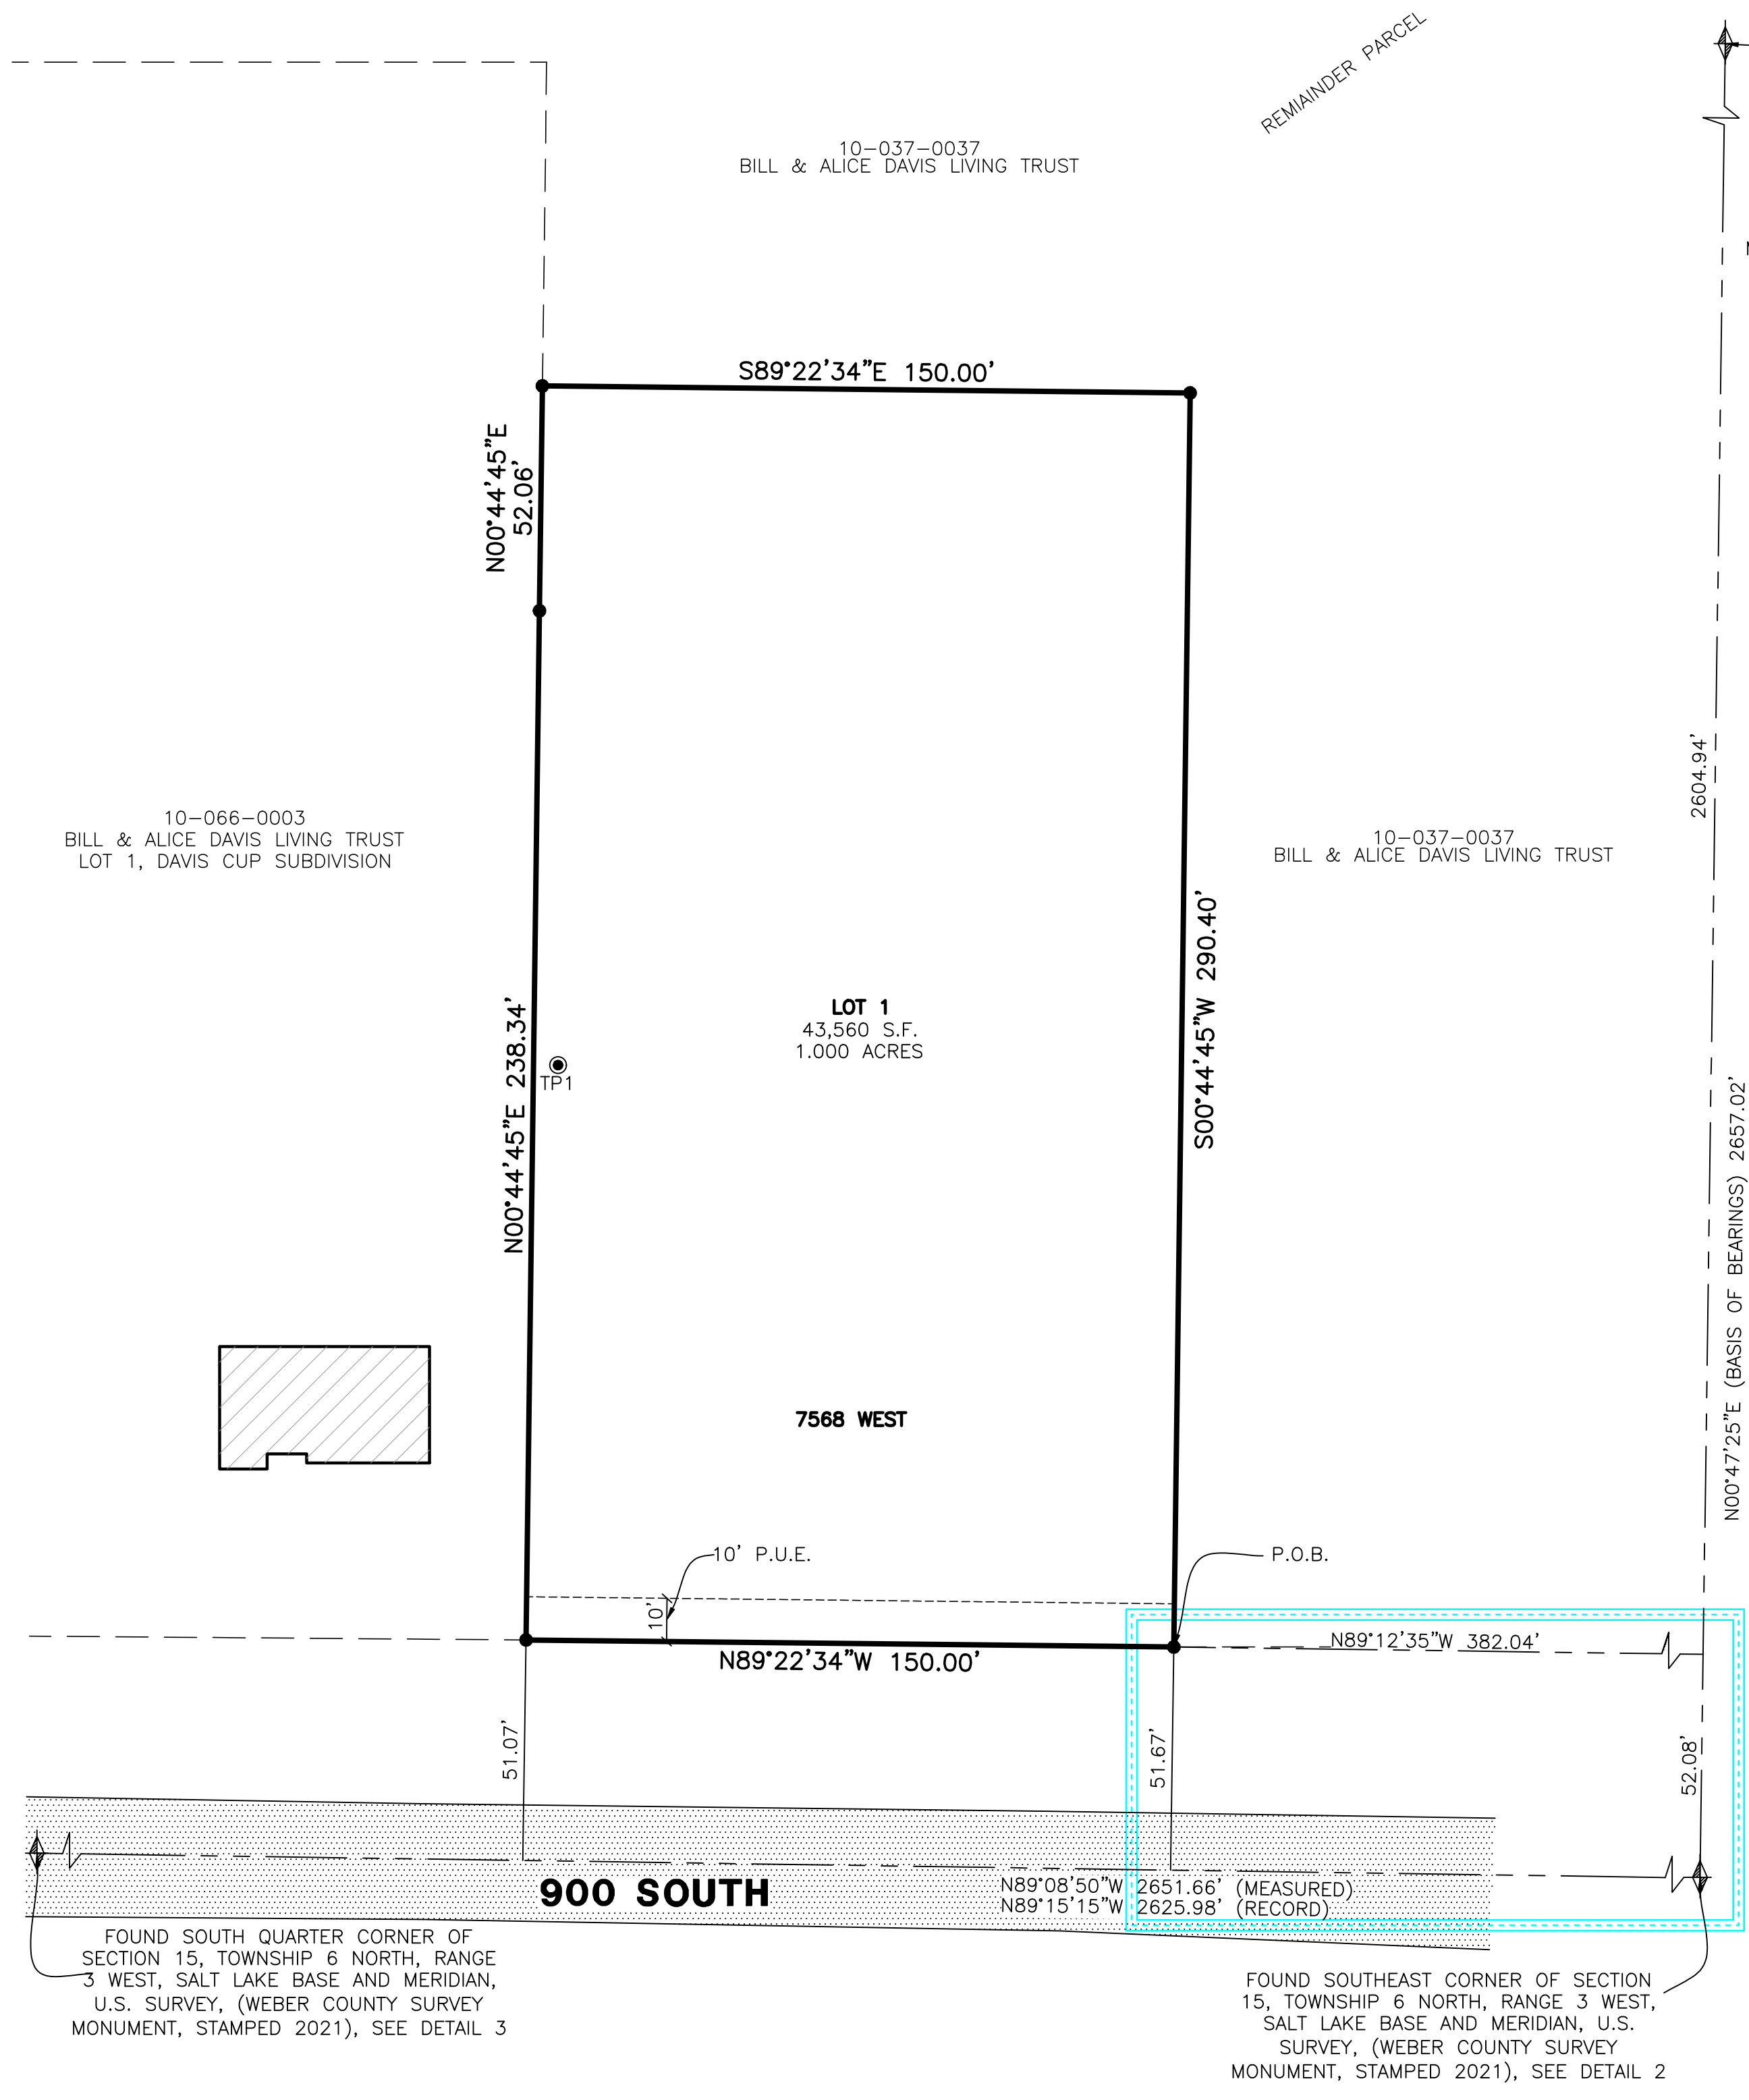 REMIAINDER PARCEL
10-037-0037
BILL & ALICE DAVIS LIVING TRUST
S89°22'34"E 150.00'
N00°44'45"E
52.06'
2604.94'
10-066-0003
BILL & ALICE DAVIS LIVING TRUST
LOT 1, DAVIS CUP SUBDIVISION
10-037-0037
BILL & ALICE DAVIS LIVING TRUST
S00°44'45"W 290.40'
LOT 1
43,560 S.F.
1.000 ACRES
N00°44'45"E 238.34'
TP1
N00°47'25"E (BASIS OF BEARINGS) 2657.02'
7568 WEST
10' P.U.E.
P.O.B.
10'
N89°12'35"W 382.04'
N89°22'34"W 150.00'
51.07'
51.67'
52.08'
900 SOUTH
N89°08'50"W 2651.66' (MEASURED)
N89°15'15"W 2625.98' (RECORD)
FOUND SOUTH QUARTER CORNER OF
SECTION 15, TOWNSHIP 6 NORTH, RANGE
3 WEST, SALT LAKE BASE AND MERIDIAN,
U.S. SURVEY, (WEBER COUNTY SURVEY
MONUMENT, STAMPED 2021), SEE DETAIL 3
FOUND SOUTHEAST CORNER OF SECTION
15, TOWNSHIP 6 NORTH, RANGE 3 WEST,
SALT LAKE BASE AND MERIDIAN, U.S.
SURVEY, (WEBER COUNTY SURVEY
MONUMENT, STAMPED 2021), SEE DETAIL 2